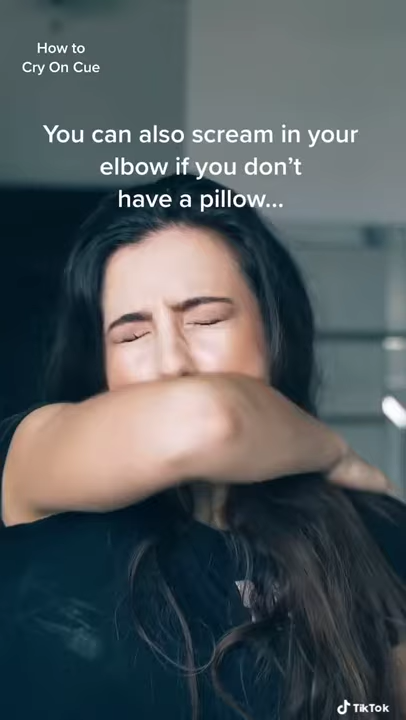 How to
Cry On Cue
You can also scream in your
elbow if you don’t
have a pillow...
TikTok